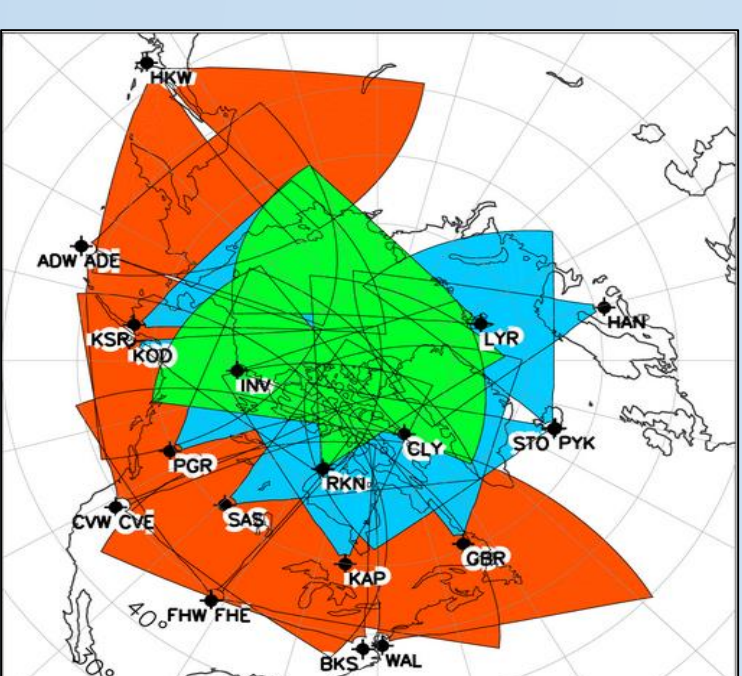 HKW
ADW ADE
KSR
KOD
HAN
LYR
INV
STO PYK
CLY
PGR
RKN
CVW CVE
SAS
GBR
KAP
FHW FHE
40°
BKS
WAL